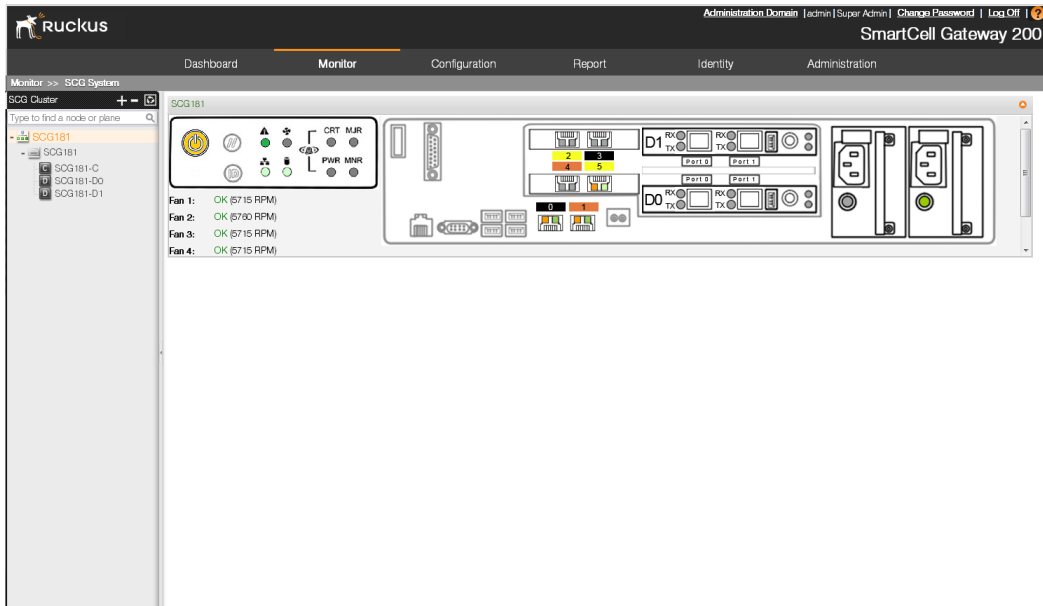 Administration Domain | admin | Super Admin | Change Password | Log Off | ?
Ruckus
SmartCell Gateway 200
Dashboard Monitor Configuration Report Identity Administration
Monitor >> SCG System
SCG Cluster
Type to find a node or plane
SCG181
SCG181
C SCG181-C
D SCG181-D0
D SCG181-D1
SCG181
CRT MJR
PWR MNR
ID
Fan 1: OK (5715 RPM)
Fan 2: OK (5760 RPM)
Fan 3: OK (5715 RPM)
Fan 4: OK (5715 RPM)
2 3
4 5
0 1
D1 RX TX RX TX
Port 0 Port 1
Port 0 Port 1
D0 RX TX RX TX